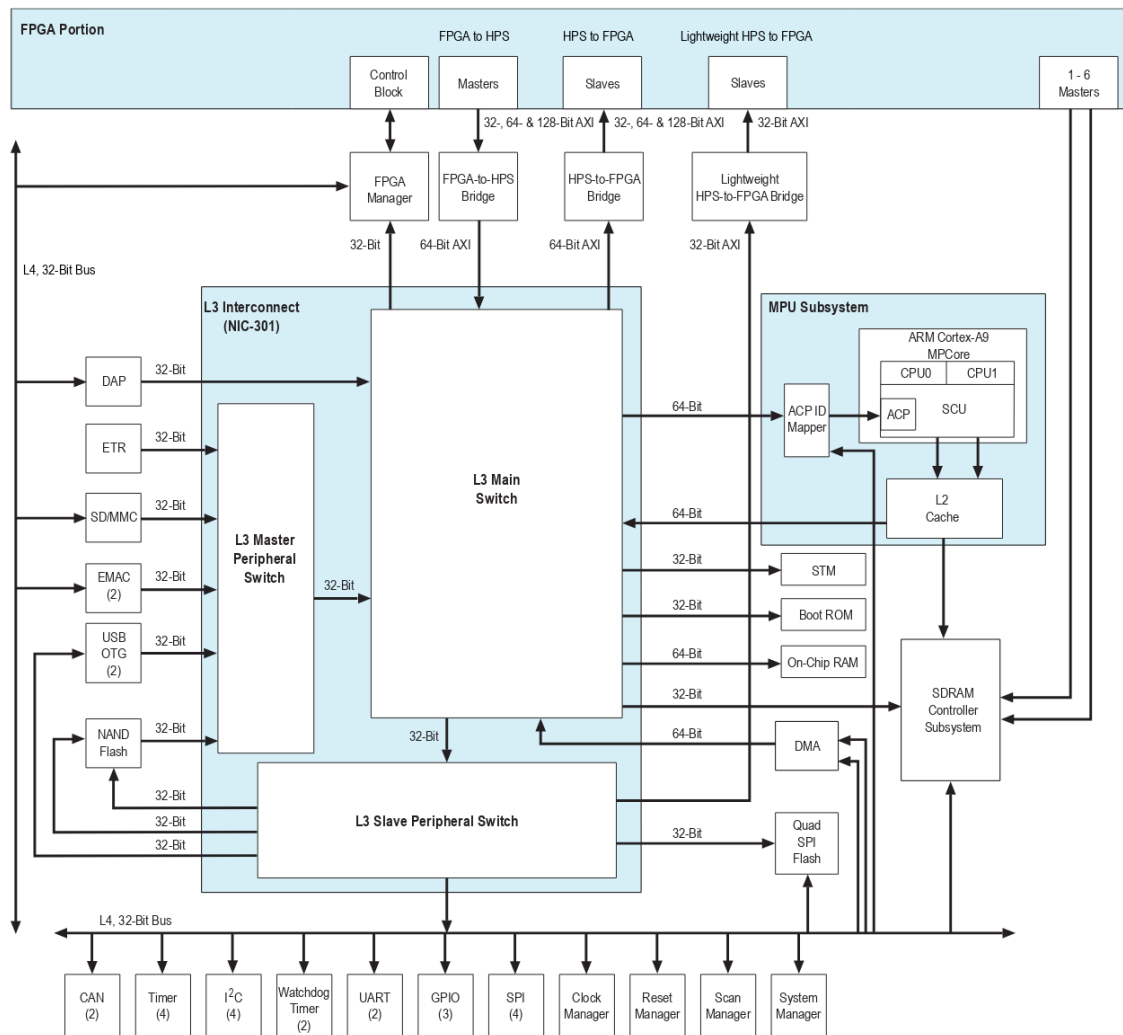 FPGA Portion
FPGA to HPS
HPS to FPGA
Lightweight HPS to FPGA
Control
Block
Masters
Slaves
Slaves
1 - 6
Masters
32-, 64- & 128-Bit AXI
32-, 64- & 128-Bit AXI
32-Bit AXI
FPGA
Manager
FPGA-to-HPS
Bridge
HPS-to-FPGA
Bridge
Lightweight
HPS-to-FPGA Bridge
32-Bit
64-Bit AXI
64-Bit AXI
32-Bit AXI
L4, 32-Bit Bus
L3 Interconnect
(NIC-301)
MPU Subsystem
ARM Cortex-A9
MPCore
CPU0
CPU1
ACP
SCU
ACP ID
Mapper
64-Bit
DAP
32-Bit
ETR
32-Bit
L3 Main
Switch
L2
Cache
64-Bit
SD/MMC
32-Bit
L3 Master
Peripheral
Switch
32-Bit
EMAC
(2)
32-Bit
32-Bit
STM
32-Bit
Boot ROM
USB
OTG
(2)
32-Bit
64-Bit
On-Chip RAM
32-Bit
SDRAM
Controller
Subsystem
NAND
Flash
32-Bit
32-Bit
64-Bit
DMA
32-Bit
32-Bit
32-Bit
L3 Slave Peripheral Switch
32-Bit
Quad
SPI
Flash
L4, 32-Bit Bus
CAN
(2)
Timer
(4)
I²C
(4)
Watchdog
Timer
(2)
UART
(2)
GPIO
(3)
SPI
(4)
Clock
Manager
Reset
Manager
Scan
Manager
System
Manager